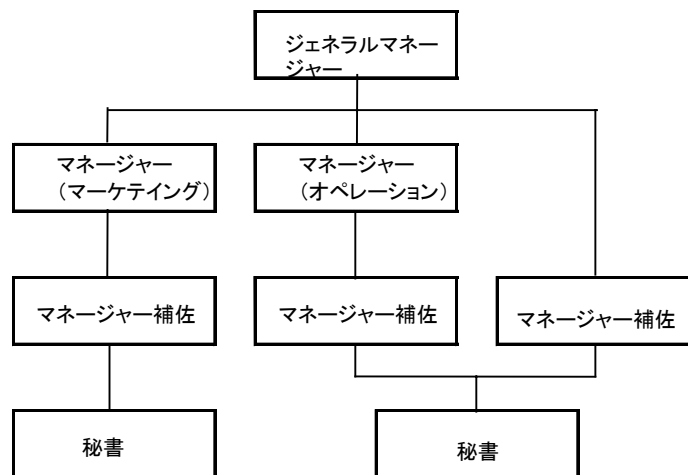 ジェネラルマネー
ジャー
マネージャー
（マーケテイング）
マネージャー
（オペレーション）
マネージャー補佐
マネージャー補佐
マネージャー補佐
秘書
秘書